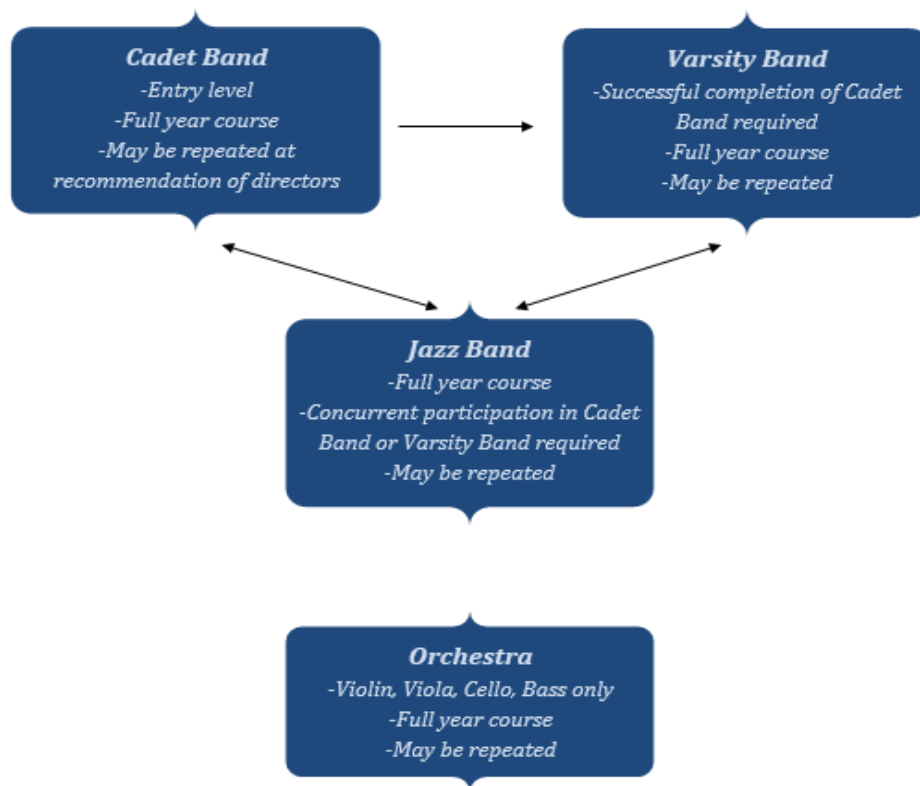 Cadet Band
-Entry level
-Full year course
-May be repeated at
recommendation of directors
Varsity Band
-Successful completion of Cadet
Band required
-Full year course
-May be repeated
Jazz Band
-Full year course
-Concurrent participation in Cadet
Band or Varsity Band required
-May be repeated
Orchestra
-Violin, Viola, Cello, Bass only
-Full year course
-May be repeated